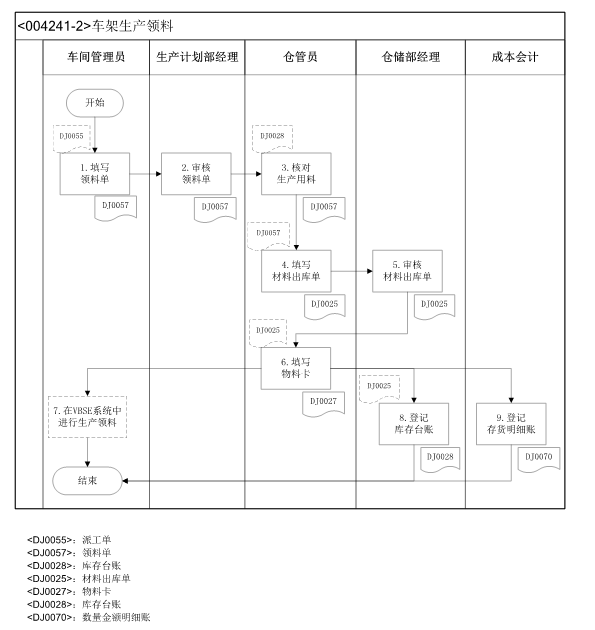 <004241-2>车架生产领料
车间管理员
生产计划部经理
仓管员
仓储部经理
成本会计
开始
DJ0055
DJ0028
1.填写
领料单
2.审核
领料单
3.核对
生产用料
DJ0057
DJ0057
DJ0057
DJ0057
4.填写
材料出库单
5.审核
材料出库单
DJ0025
DJ0025
DJ0025
6.填写
物料卡
DJ0027
DJ0025
7.在VBSE系统中
进行生产领料
8.登记
库存台账
9.登记
存货明细账
DJ0028
DJ0070
结束
<DJ0055>：派工单
<DJ0057>：领料单
<DJ0028>：库存台账
<DJ0025>：材料出库单
<DJ0027>：物料卡
<DJ0028>：库存台账
<DJ0070>：数量金额明细账